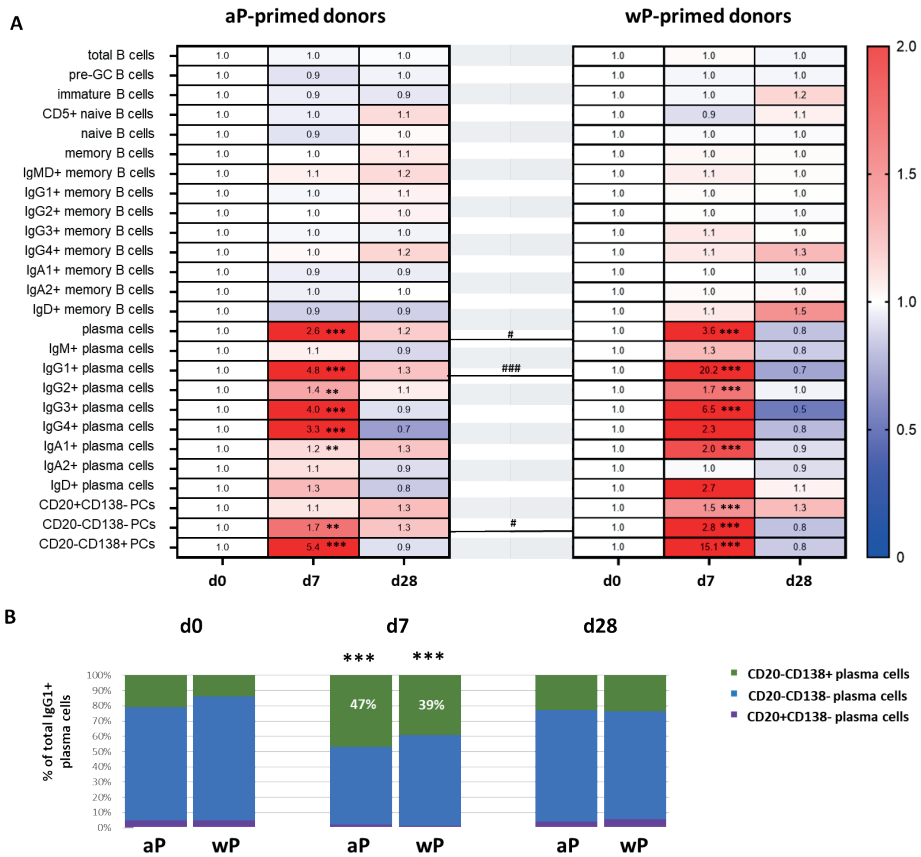 A
aP-primed donors
wP-primed donors
total B cells 1.0 1.0 1.0 1.0 1.0 1.0
pre-GC B cells 1.0 0.9 1.0 1.0 1.0 1.0
immature B cells 1.0 0.9 0.9 1.0 1.0 1.2
CD5+ naive B cells 1.0 1.0 1.1 1.0 0.9 1.1
naive B cells 1.0 0.9 1.0 1.0 1.0 1.0
memory B cells 1.0 1.0 1.1 1.0 1.0 1.0
IgMD+ memory B cells 1.0 1.1 1.2 1.0 1.1 1.0
IgG1+ memory B cells 1.0 1.0 1.1 1.0 1.0 1.0
IgG2+ memory B cells 1.0 1.0 1.0 1.0 1.0 1.0
IgG3+ memory B cells 1.0 1.0 1.0 1.0 1.1 1.0
IgG4+ memory B cells 1.0 1.0 1.2 1.0 1.1 1.3
IgA1+ memory B cells 1.0 0.9 0.9 1.0 1.0 1.0
IgA2+ memory B cells 1.0 1.0 1.0 1.0 1.0 1.0
IgD+ memory B cells 1.0 0.9 0.9 1.0 1.1 1.5
plasma cells 1.0 2.6 *** 1.2 # 1.0 3.6 *** 0.8
IgM+ plasma cells 1.0 1.1 0.9 1.0 1.3 0.8
IgG1+ plasma cells 1.0 4.8 *** 1.3 ### 1.0 20.2 *** 0.7
IgG2+ plasma cells 1.0 1.4 ** 1.1 1.0 1.7 *** 1.0
IgG3+ plasma cells 1.0 4.0 *** 0.9 1.0 6.5 *** 0.5
IgG4+ plasma cells 1.0 3.3 *** 0.7 1.0 2.3 0.8
IgA1+ plasma cells 1.0 1.2 ** 1.3 1.0 2.0 *** 0.9
IgA2+ plasma cells 1.0 1.1 0.9 1.0 1.0 0.9
IgD+ plasma cells 1.0 1.3 0.8 1.0 2.7 1.1
CD20+CD138- PCs 1.0 1.1 1.3 1.0 1.5 *** 1.3
CD20-CD138- PCs 1.0 1.7 ** 1.3 # 1.0 2.8 *** 0.8
CD20-CD138+ PCs 1.0 5.4 *** 0.9 1.0 15.1 *** 0.8
d0 d7 d28 d0 d7 d28
2.0
1.5
1.0
0.5
0
B
d0 d7 d28
*** ***
% of total IgG1+
plasma cells
100%
90%
80%
70%
60%
50%
40%
30%
20%
10%
0%
47% 39%
aP wP aP wP aP wP
CD20-CD138+ plasma cells
CD20-CD138- plasma cells
CD20+CD138- plasma cells